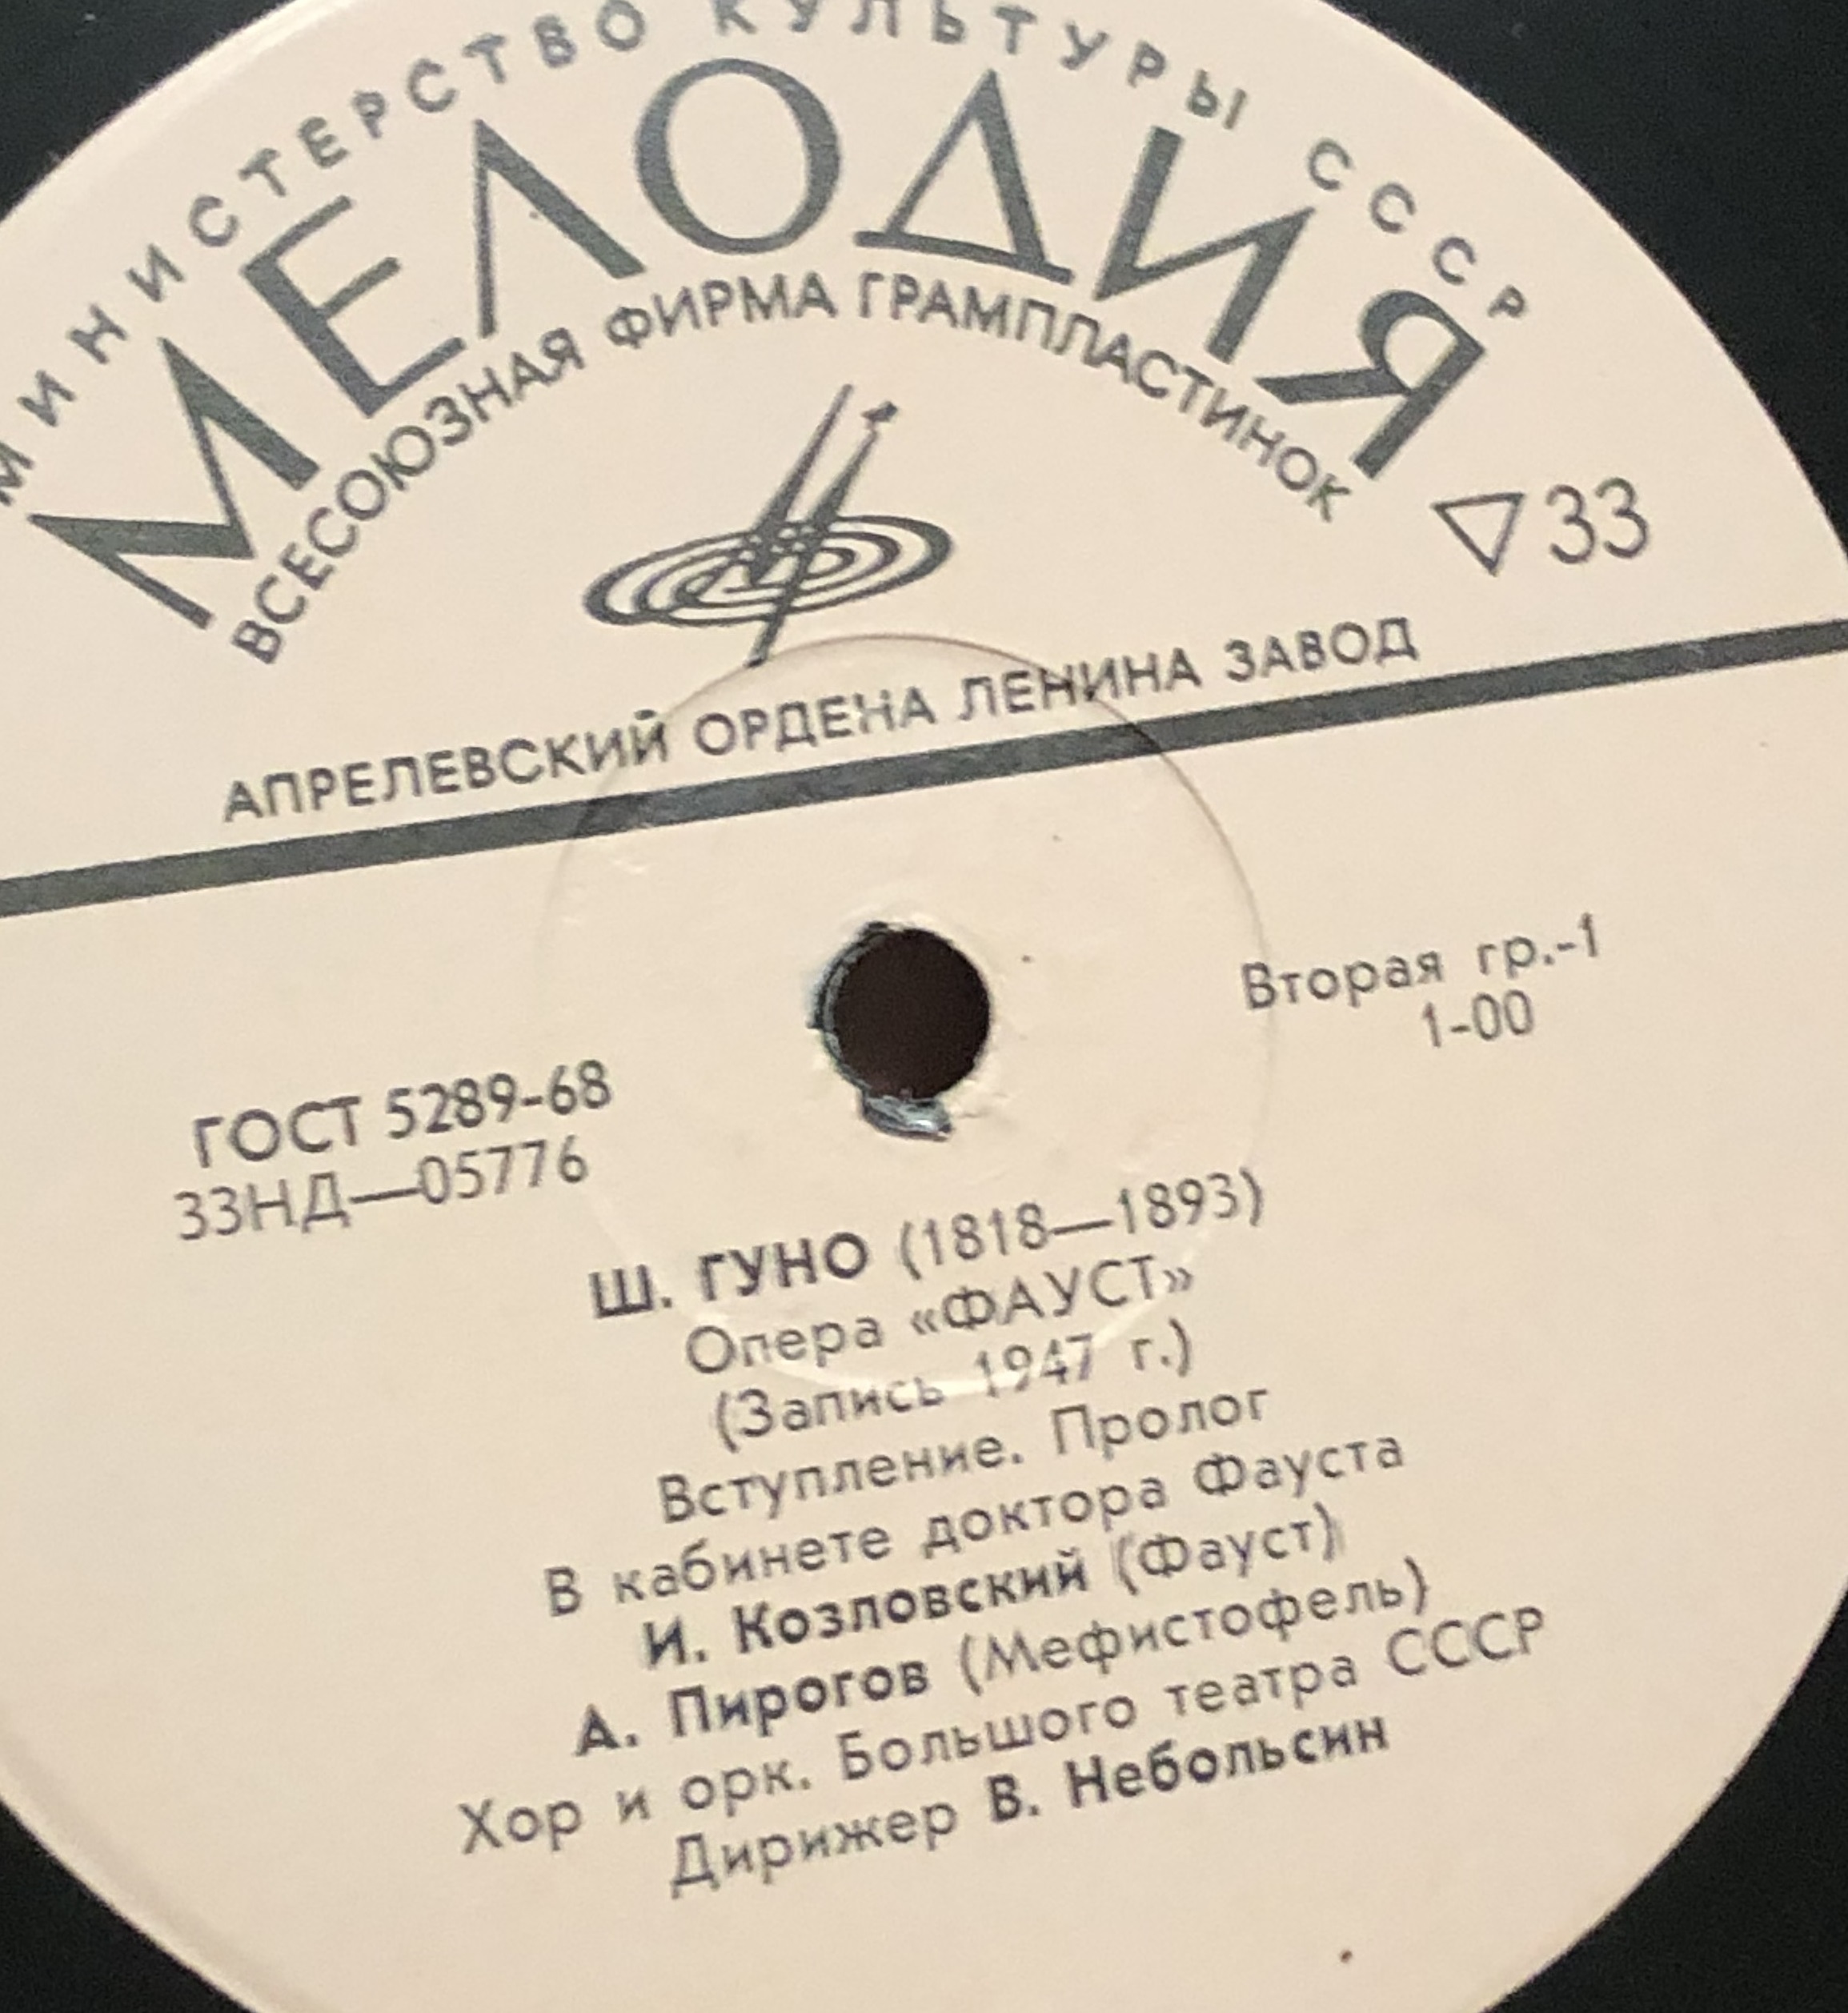 МИНИСТЕРСТВО КУЛЬТУРЫ СССР
МЕЛОДИЯ
ВСЕСОЮЗНАЯ ФИРМА ГРАМПЛАСТИНОК
▽33
АПРЕЛЕВСКИЙ ОРДЕНА ЛЕНИНА ЗАВОД
Вторая гр.-1
1-00
ГОСТ 5289-68
33НД—05776
Ш. ГУНО (1818—1893)
Опера «ФАУСТ»
(Запись 1947 г.)
Вступление. Пролог
В кабинете доктора Фауста
И. Козловский (Фауст)
А. Пирогов (Мефистофель)
Хор и орк. Большого театра СССР
Дирижер В. Небольсин